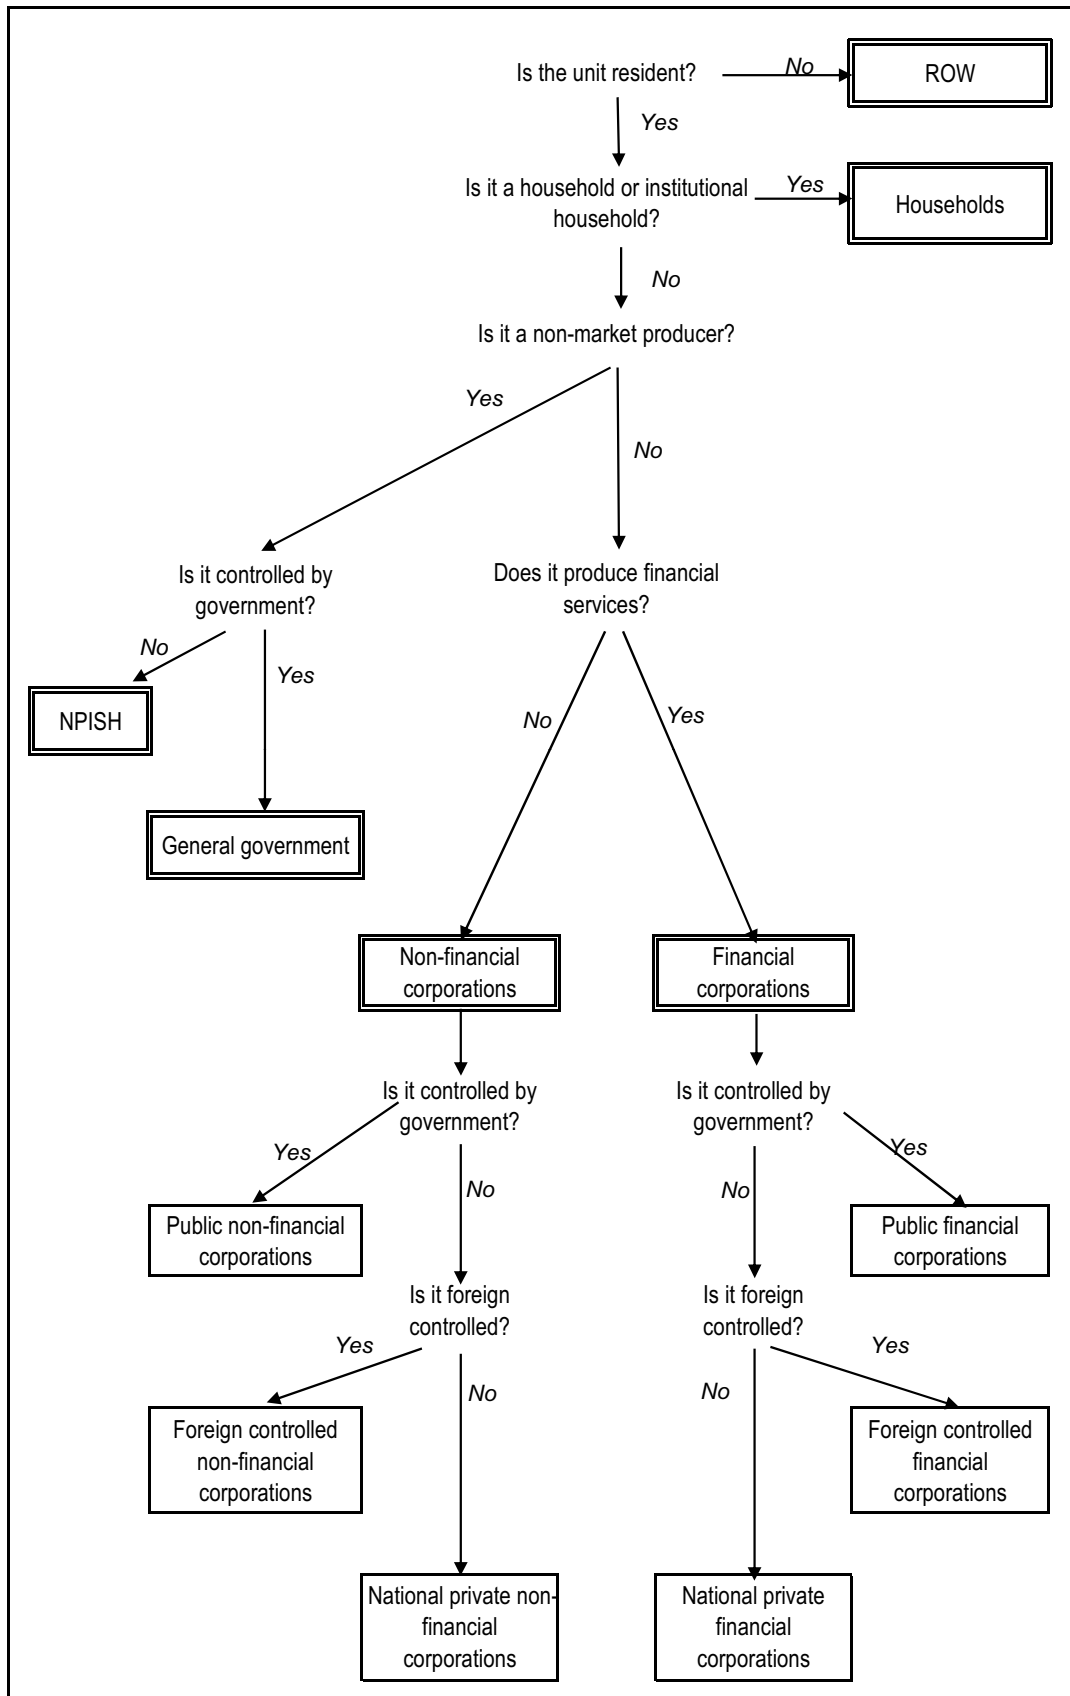 Is the unit resident?
No
ROW
Yes
Is it a household or institutional
household?
Yes
Households
No
Is it a non-market producer?
Yes
No
Is it controlled by
government?
Does it produce financial
services?
No
Yes
NPISH
No
Yes
General government
Non-financial
corporations
Financial
corporations
Is it controlled by
government?
Is it controlled by
government?
Yes
No
No
Yes
Public non-financial
corporations
Public financial
corporations
Is it foreign
controlled?
Is it foreign
controlled?
Yes
No
No
Yes
Foreign controlled
non-financial
corporations
Foreign controlled
financial
corporations
National private non-
financial
corporations
National private
financial
corporations